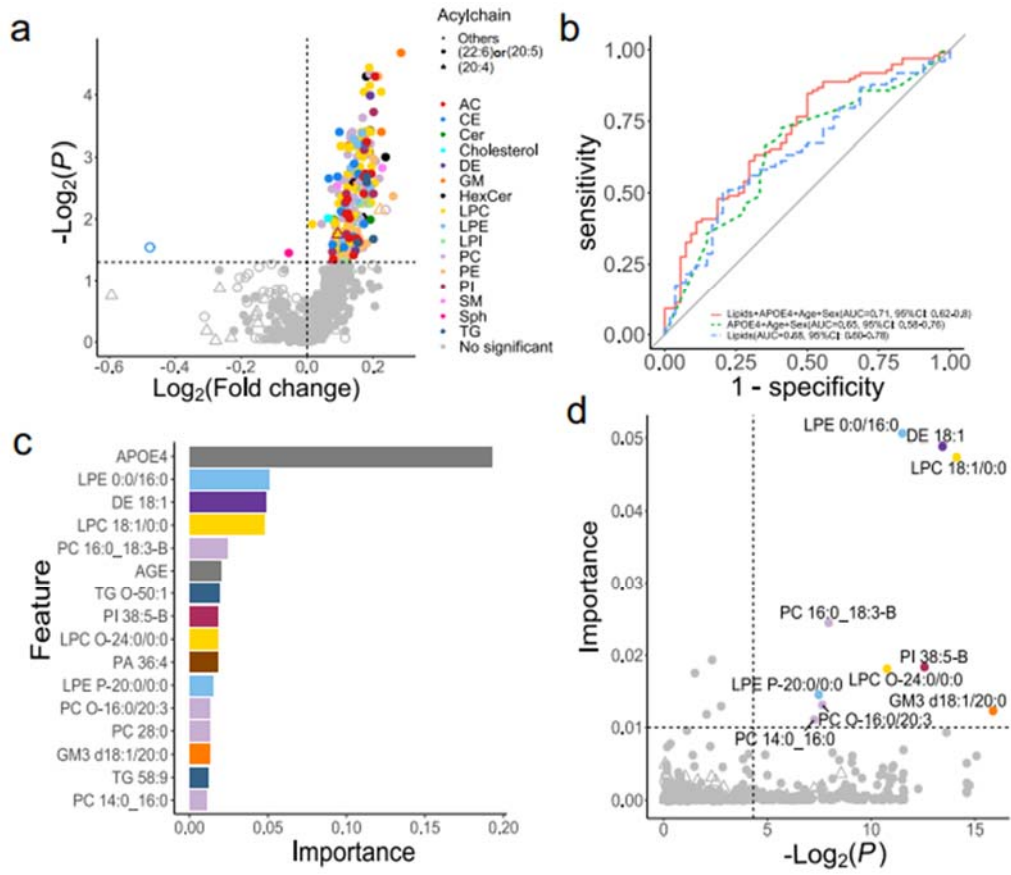 a
-Log₂(P)
4
3
2
1
0
-0.6
-0.4
-0.2
0.0
0.2
Log₂(Fold change)
Acylchain
Others
(22:6)or(20:5)
(20:4)
AC
CE
Cer
Cholesterol
DE
GM
HexCer
LPC
LPE
LPI
PC
PE
PI
SM
Sph
TG
No significant
b
sensitivity
1.00
0.75
0.50
0.25
0.00
Lipids+APOE4+Age+Sex(AUC=0.71, 95%CI: 0.62-0.8)
APOE4+Age+Sex(AUC=0.65, 95%CI: 0.58-0.76)
Lipids(AUC=0.68, 95%CI: 0.60-0.78)
0.00
0.25
0.50
0.75
1.00
1 - specificity
c
Feature
APOE4
LPE 0:0/16:0
DE 18:1
LPC 18:1/0:0
PC 16:0_18:3-B
AGE
TG O-50:1
PI 38:5-B
LPC O-24:0/0:0
PA 36:4
LPE P-20:0/0:0
PC O-16:0/20:3
PC 28:0
GM3 d18:1/20:0
TG 58:9
PC 14:0_16:0
0.00
0.05
0.10
0.15
0.20
Importance
d
Importance
0.05
0.04
0.03
0.02
0.01
0.00
LPE 0:0/16:0
DE 18:1
LPC 18:1/0:0
PC 16:0_18:3-B
PI 38:5-B
LPC O-24:0/0:0
LPE P-20:0/0:0
GM3 d18:1/20:0
PC O-16:0/20:3
PC 14:0_16:0
0
5
10
15
-Log₂(P)